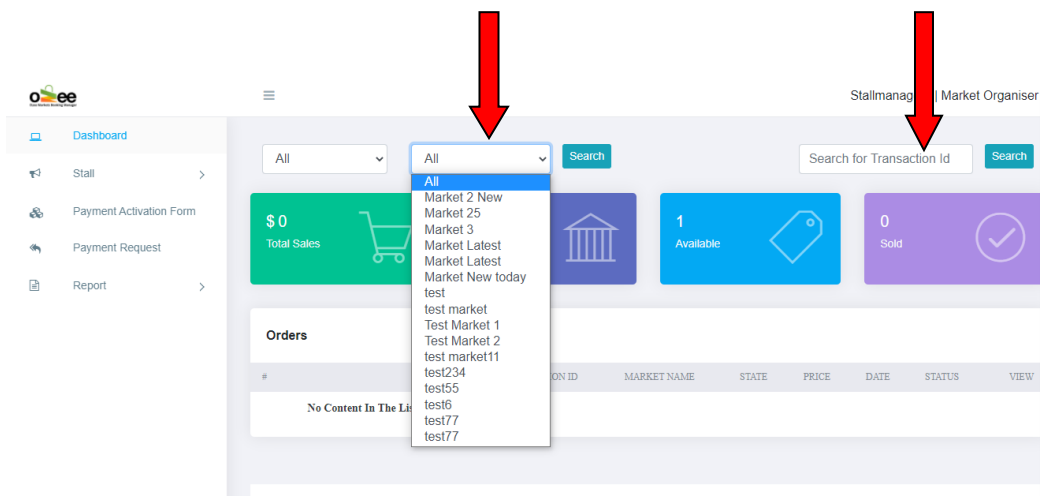 ozee
Stallmanag | Market Organiser
Dashboard
Stall
Payment Activation Form
Payment Request
Report
All
All
Search
Search for Transaction Id
Search
All
Market 2 New
Market 25
Market 3
Market Latest
Market Latest
Market New today
test
test market
Test Market 1
Test Market 2
test market11
test234
test55
test6
test77
test77
$ 0
Total Sales
1
Available
0
Sold
Orders
# ON ID MARKET NAME STATE PRICE DATE STATUS VIEW
No Content In The Lis